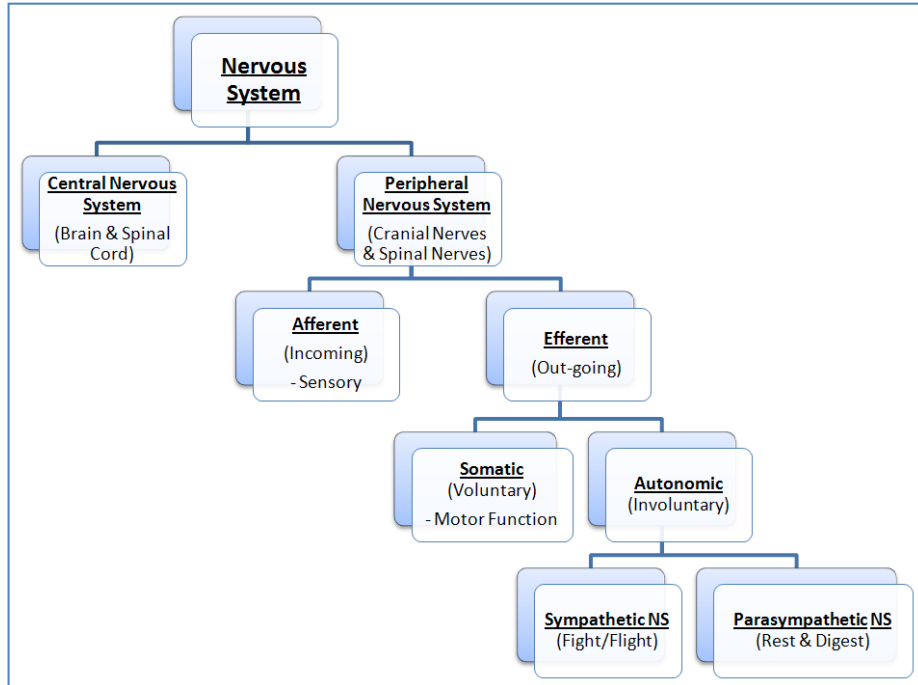 Nervous
System
Central Nervous
System
(Brain & Spinal
Cord)
Peripheral
Nervous System
(Cranial Nerves
& Spinal Nerves)
Afferent
(Incoming)
- Sensory
Efferent
(Out-going)
Somatic
(Voluntary)
- Motor Function
Autonomic
(Involuntary)
Sympathetic NS
(Fight/Flight)
Parasympathetic NS
(Rest & Digest)